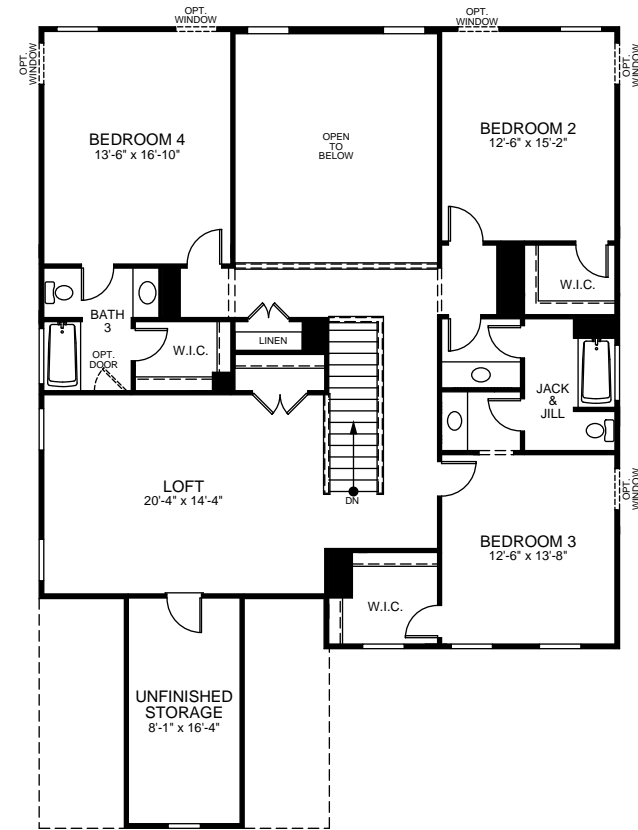 OPT.
WINDOW
OPT.
WINDOW
OPT.
WINDOW
OPT.
WINDOW
BEDROOM 4
13'-6" x 16'-10"
OPEN
TO
BELOW
BEDROOM 2
12'-6" x 15'-2"
W.I.C.
BATH
3
OPT.
DOOR
W.I.C.
LINEN
JACK
&
JILL
LOFT
20'-4" x 14'-4"
DN
OPT.
WINDOW
BEDROOM 3
12'-6" x 13'-8"
W.I.C.
UNFINISHED
STORAGE
8'-1" x 16'-4"